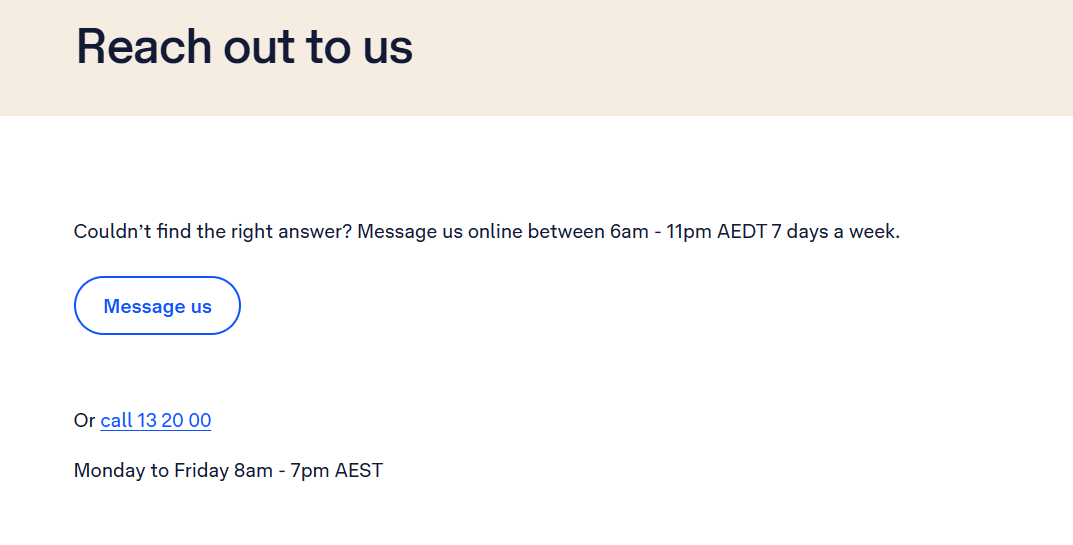 Reach out to us
Couldn’t find the right answer? Message us online between 6am - 11pm AEDT 7 days a week.
Message us
Or call 13 20 00
Monday to Friday 8am - 7pm AEST